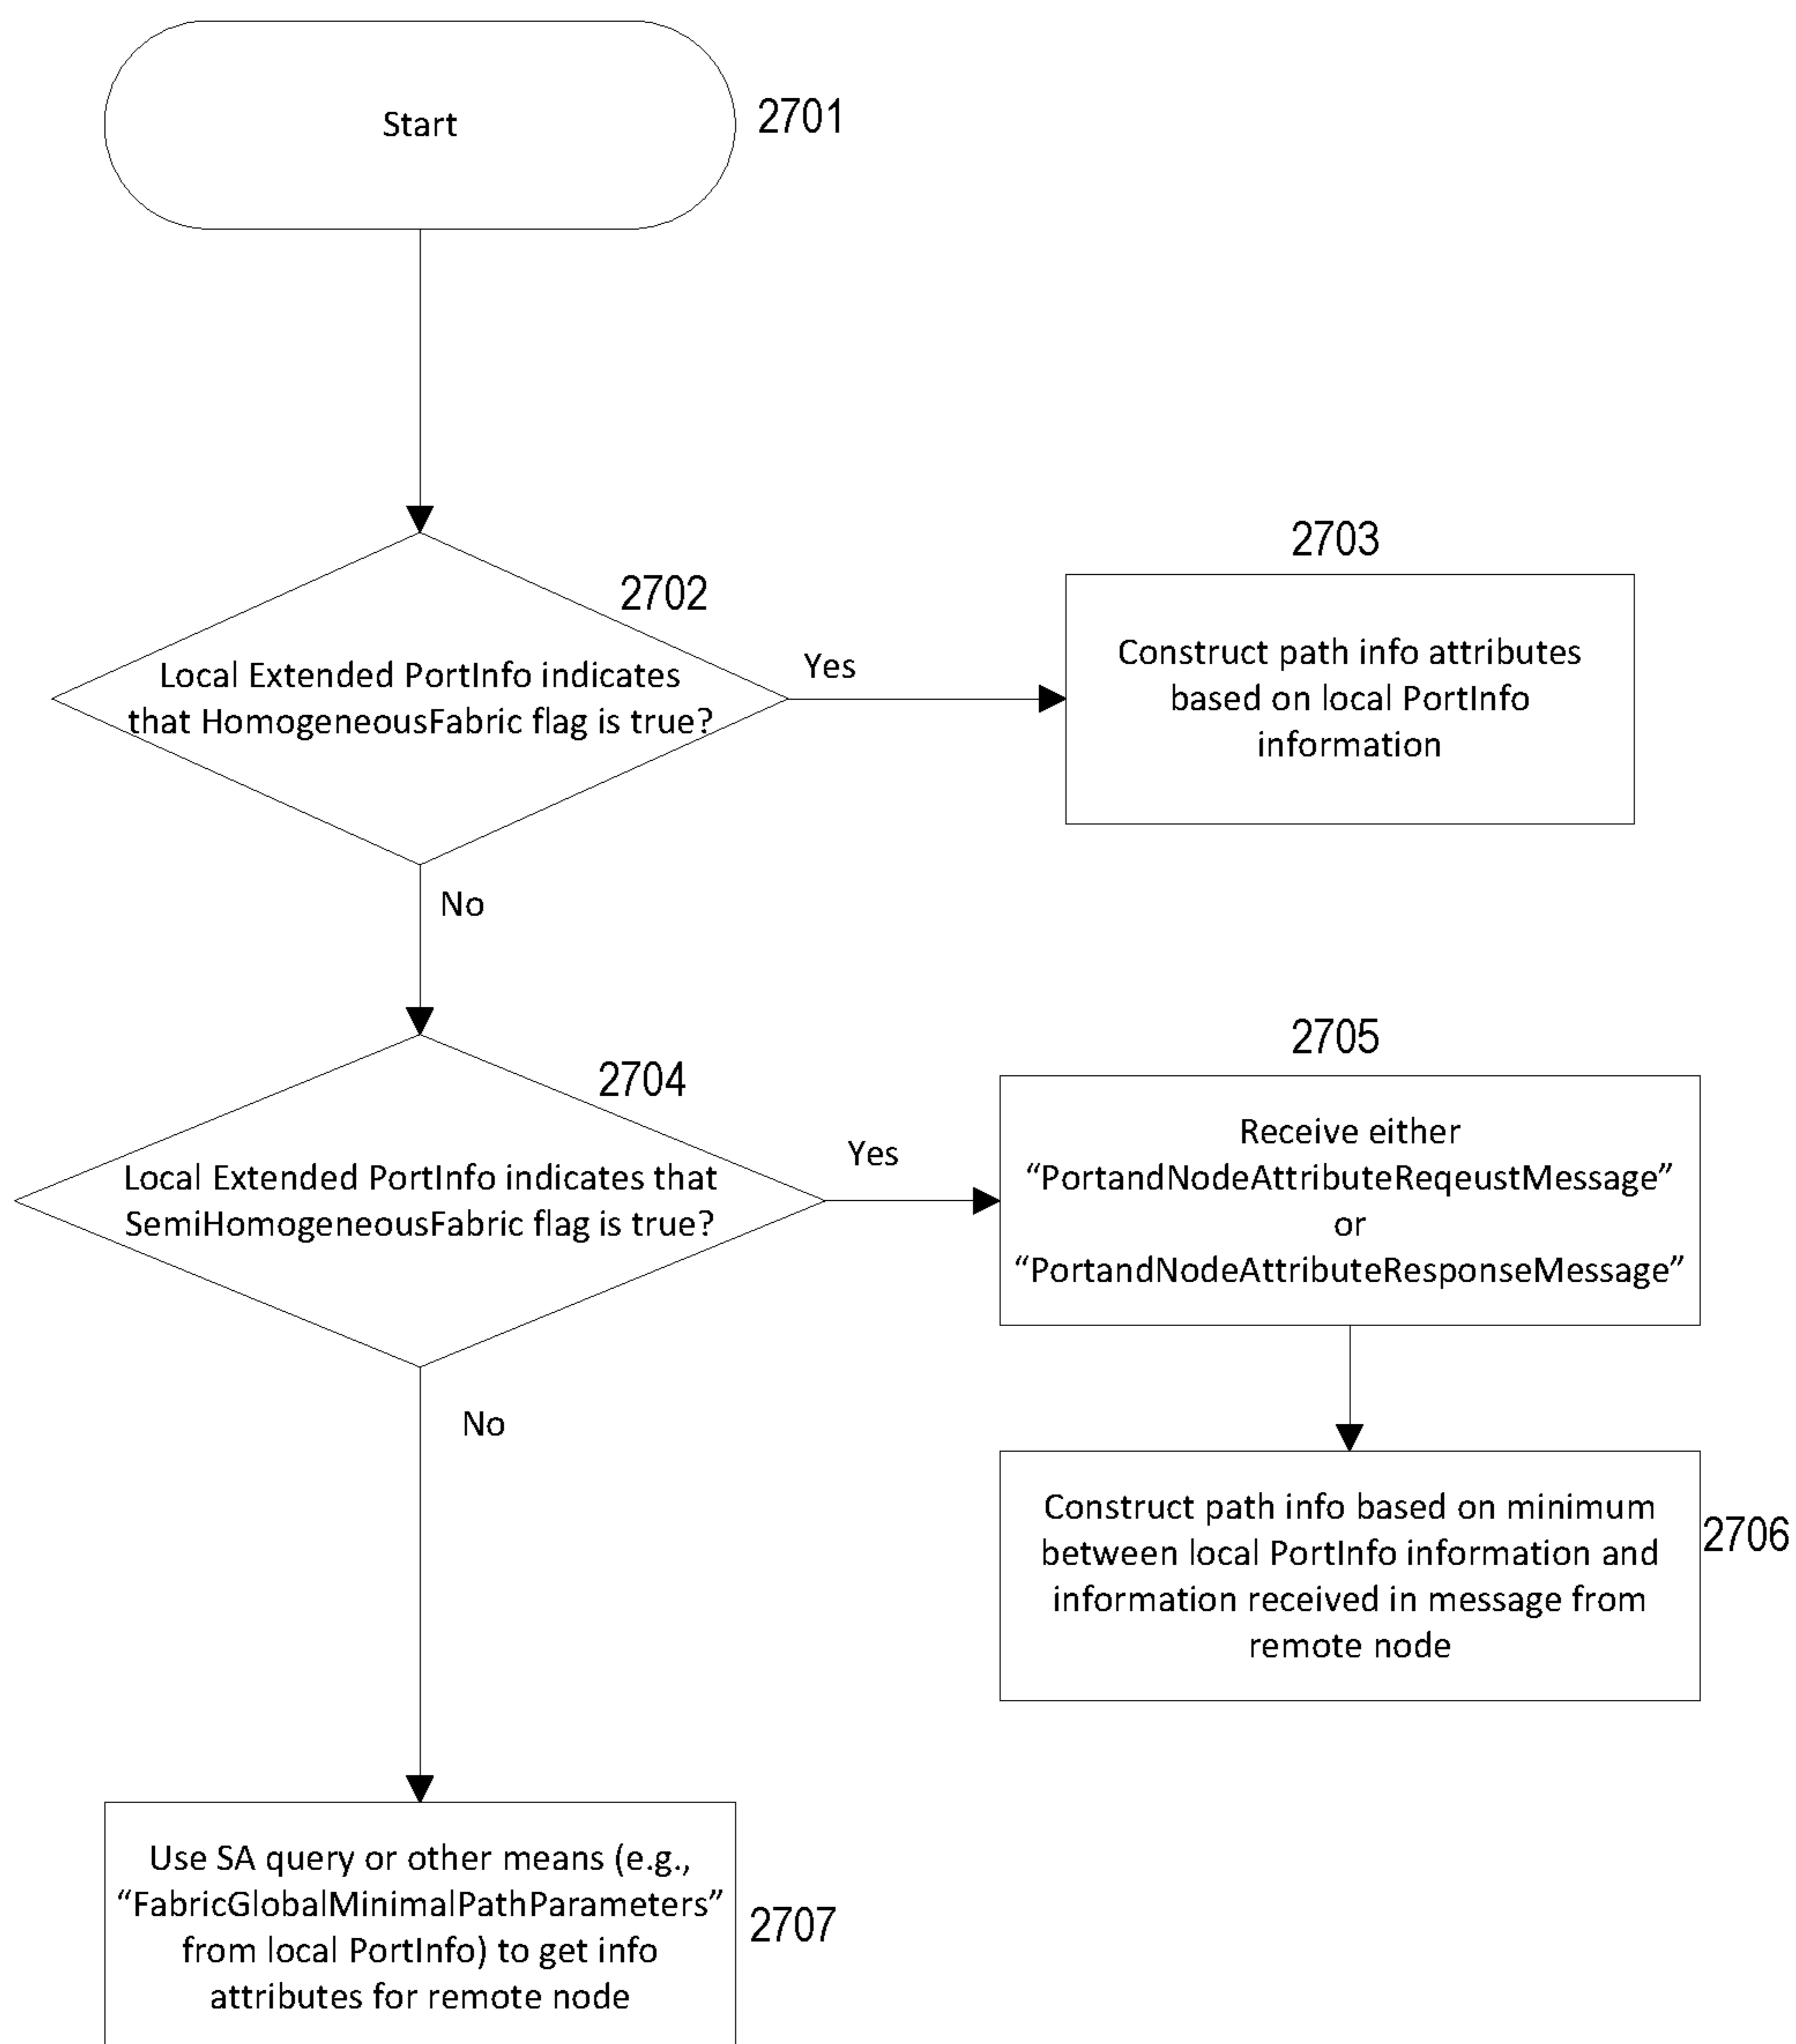 Start
2701
2702
Local Extended PortInfo indicates
that HomogeneousFabric flag is true?
Yes
2703
Construct path info attributes
based on local PortInfo
information
No
2704
Local Extended PortInfo indicates that
SemiHomogeneousFabric flag is true?
Yes
2705
Receive either
“PortandNodeAttributeReqeustMessage”
or
“PortandNodeAttributeResponseMessage”
Construct path info based on minimum
between local PortInfo information and
information received in message from
remote node
2706
No
Use SA query or other means (e.g.,
“FabricGlobalMinimalPathParameters”
from local PortInfo) to get info
attributes for remote node
2707